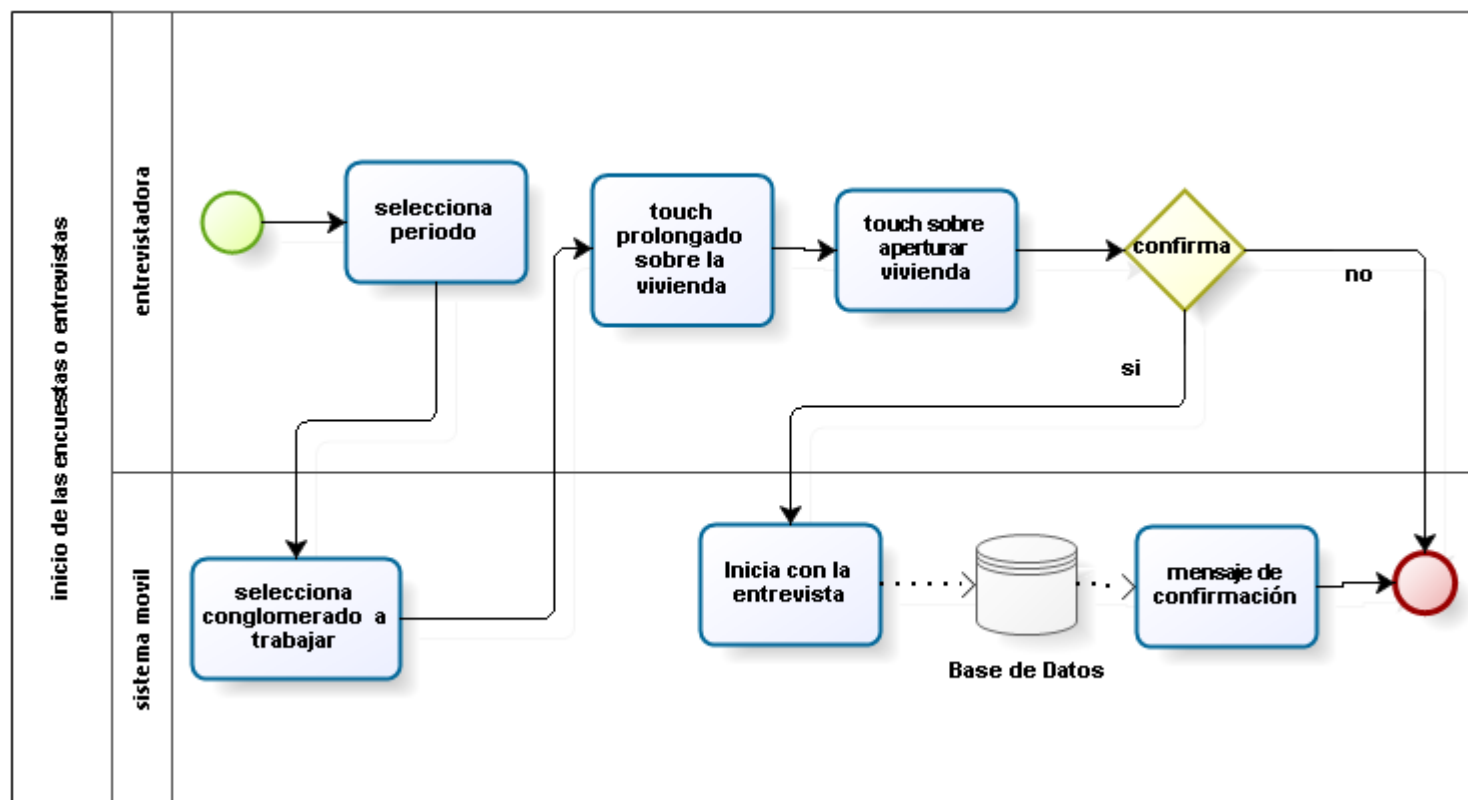 inicio de las encuestas o entrevistas
entrevistadora
selecciona
periodo
touch
prolongado
sobre la
vivienda
touch sobre
aperturar
vivienda
confirma
no
si
sistema movil
selecciona
conglomerado a
trabajar
Inicia con la
entrevista
Base de Datos
mensaje de
confirmación